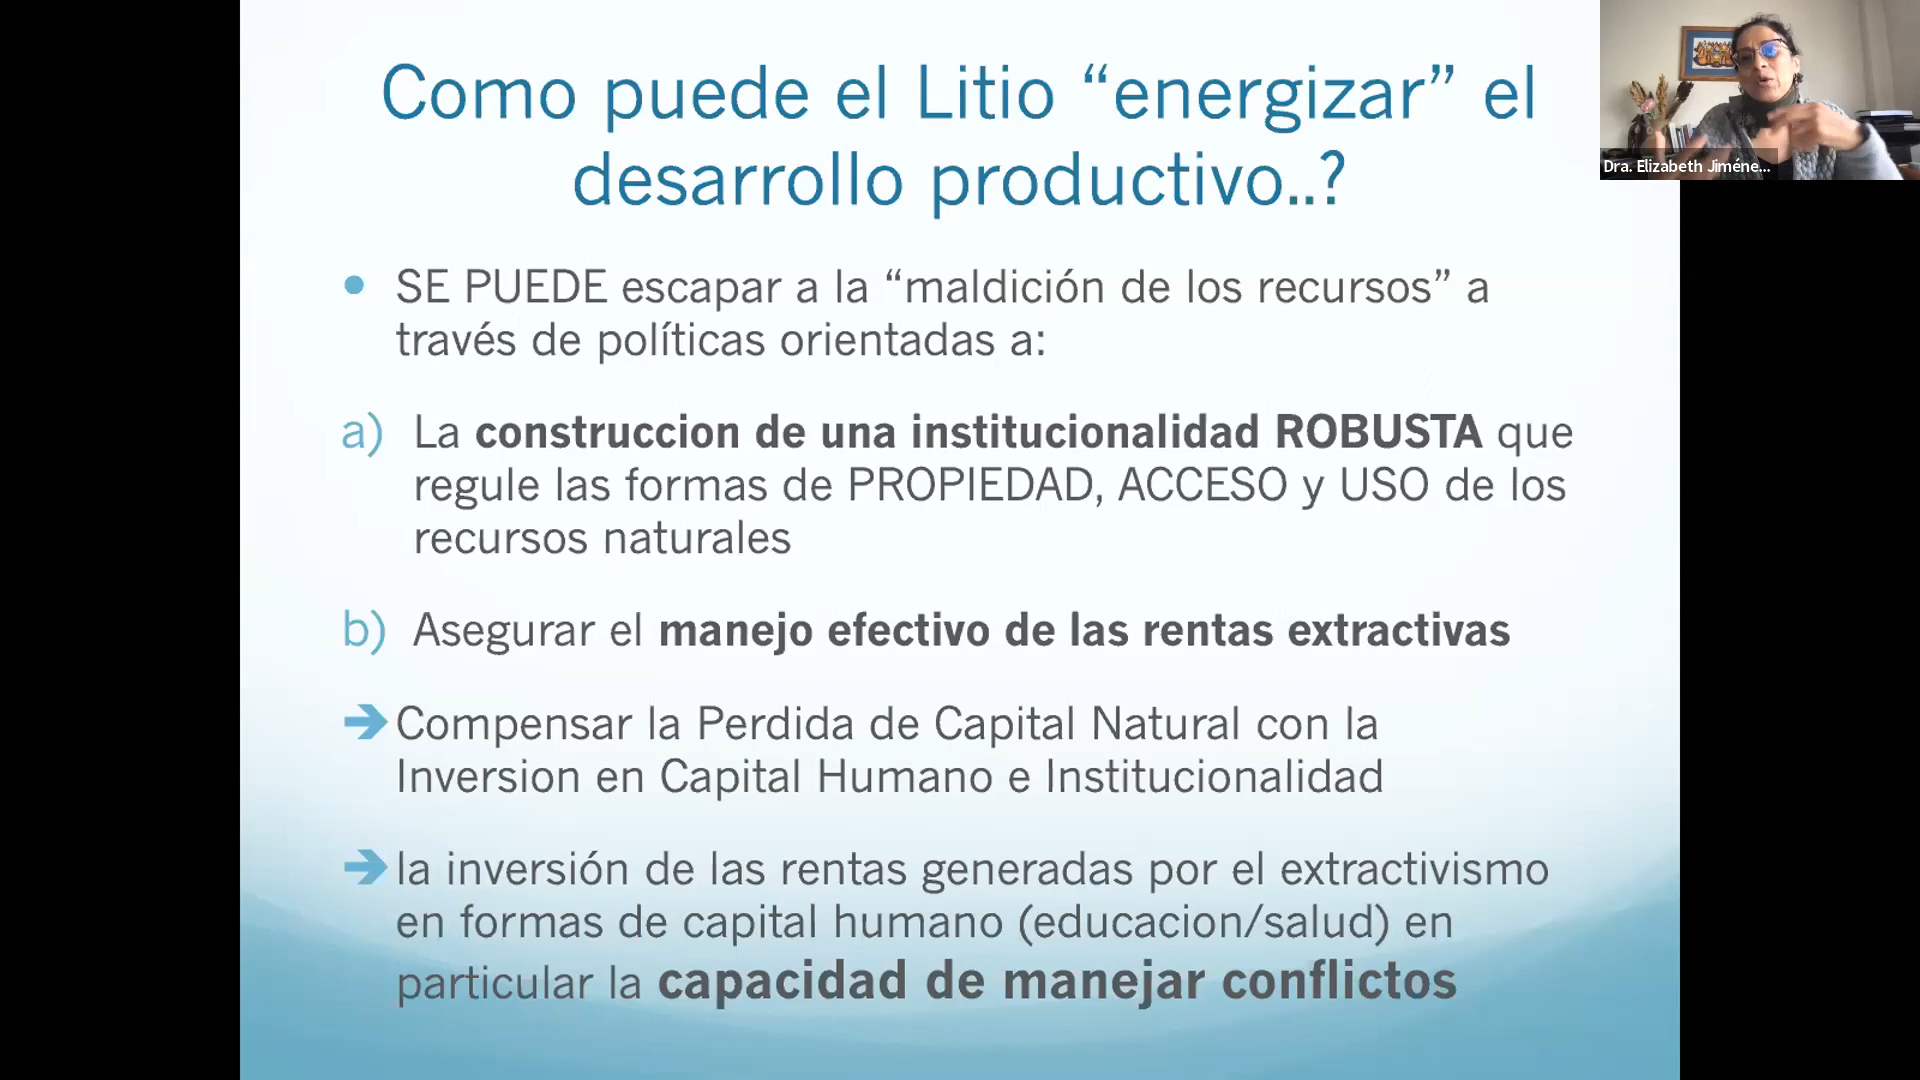 Como puede el Litio “energizar” el
desarrollo productivo..?
Dra. Elizabeth Jiméne...
• SE PUEDE escapar a la “maldición de los recursos” a
través de políticas orientadas a:
a) La construccion de una institucionalidad ROBUSTA que
regule las formas de PROPIEDAD, ACCESO y USO de los
recursos naturales
b) Asegurar el manejo efectivo de las rentas extractivas
➔ Compensar la Perdida de Capital Natural con la
Inversion en Capital Humano e Institucionalidad
➔ la inversión de las rentas generadas por el extractivismo
en formas de capital humano (educacion/salud) en
particular la capacidad de manejar conflictos